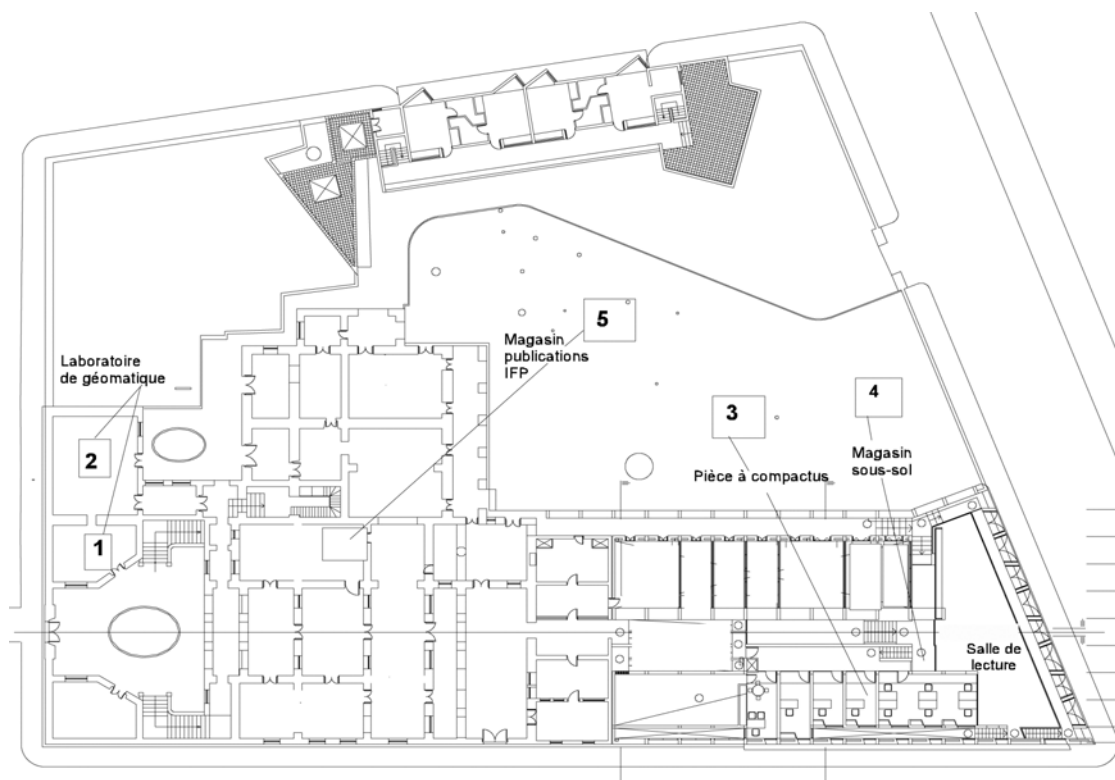 5
Magasin
publications
IFP
Laboratoire
de géomatique
4
3
Magasin
sous-sol
2
Pièce à compactus
1
Salle de
lecture